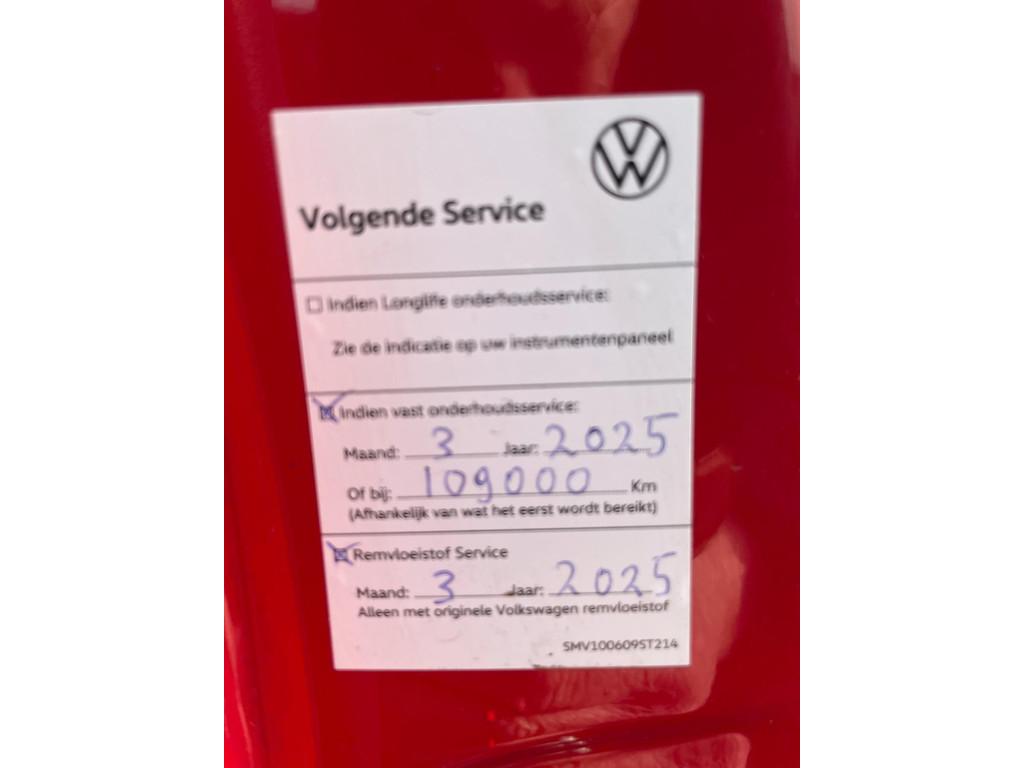 VW
Volgende Service
Indien Longlife onderhoudsservice:
Zie de indicatie op uw instrumentenpaneel
Indien vast onderhoudsservice:
Maand: 3 Jaar: 2025
Of bij: 109000 Km
(Afhankelijk van wat het eerst wordt bereikt)
Remvloeistof Service
Maand: 3 Jaar: 2025
Alleen met originele Volkswagen remvloeistof
SMV100609ST214